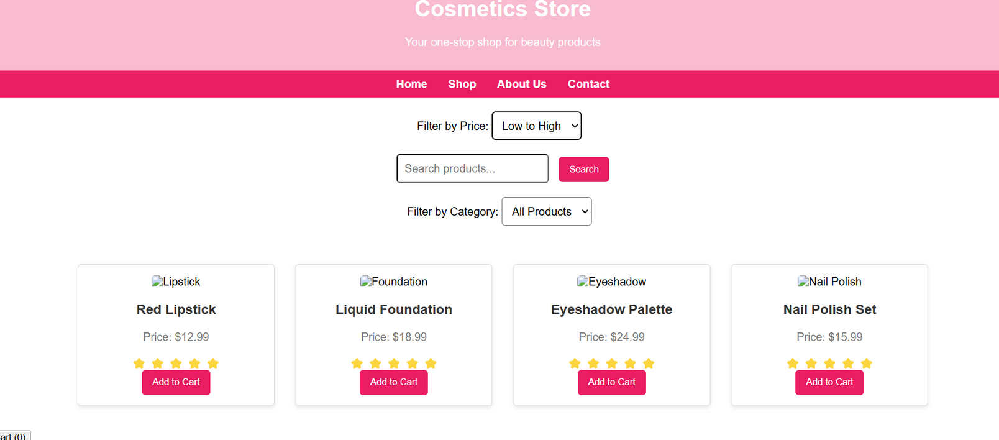 Cosmetics Store
Your one-stop shop for beauty products
Home Shop About Us Contact
Filter by Price: Low to High
Search products... Search
Filter by Category: All Products
Lipstick Foundation Eyeshadow Nail Polish
Red Lipstick Liquid Foundation Eyeshadow Palette Nail Polish Set
Price: $12.99 Price: $18.99 Price: $24.99 Price: $15.99
Add to Cart Add to Cart Add to Cart Add to Cart
(0)